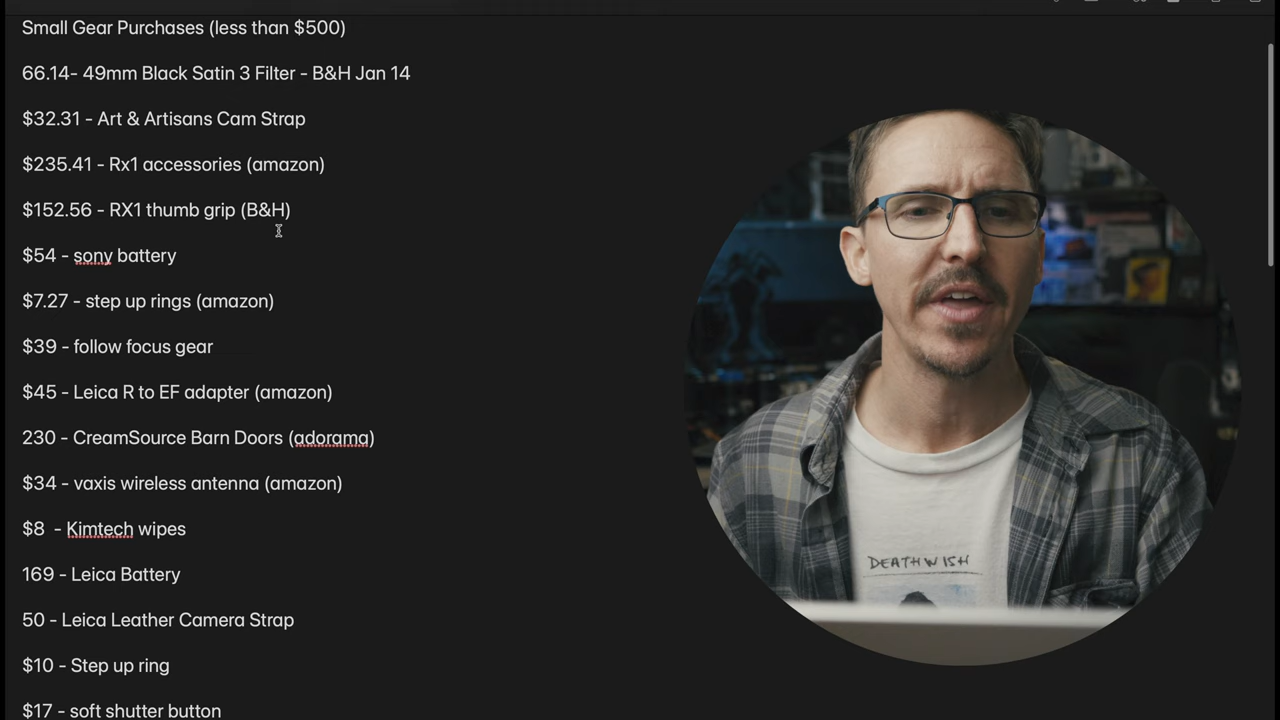 Small Gear Purchases (less than $500)
66.14- 49mm Black Satin 3 Filter - B&H Jan 14
$32.31 - Art & Artisans Cam Strap
$235.41 - Rx1 accessories (amazon)
$152.56 - RX1 thumb grip (B&H)
$54 - sony battery
$7.27 - step up rings (amazon)
$39 - follow focus gear
$45 - Leica R to EF adapter (amazon)
230 - CreamSource Barn Doors (adorama)
$34 - vaxis wireless antenna (amazon)
$8  - Kimtech wipes
169 - Leica Battery
50 - Leica Leather Camera Strap
$10 - Step up ring
$17 - soft shutter button
DEATHWISH